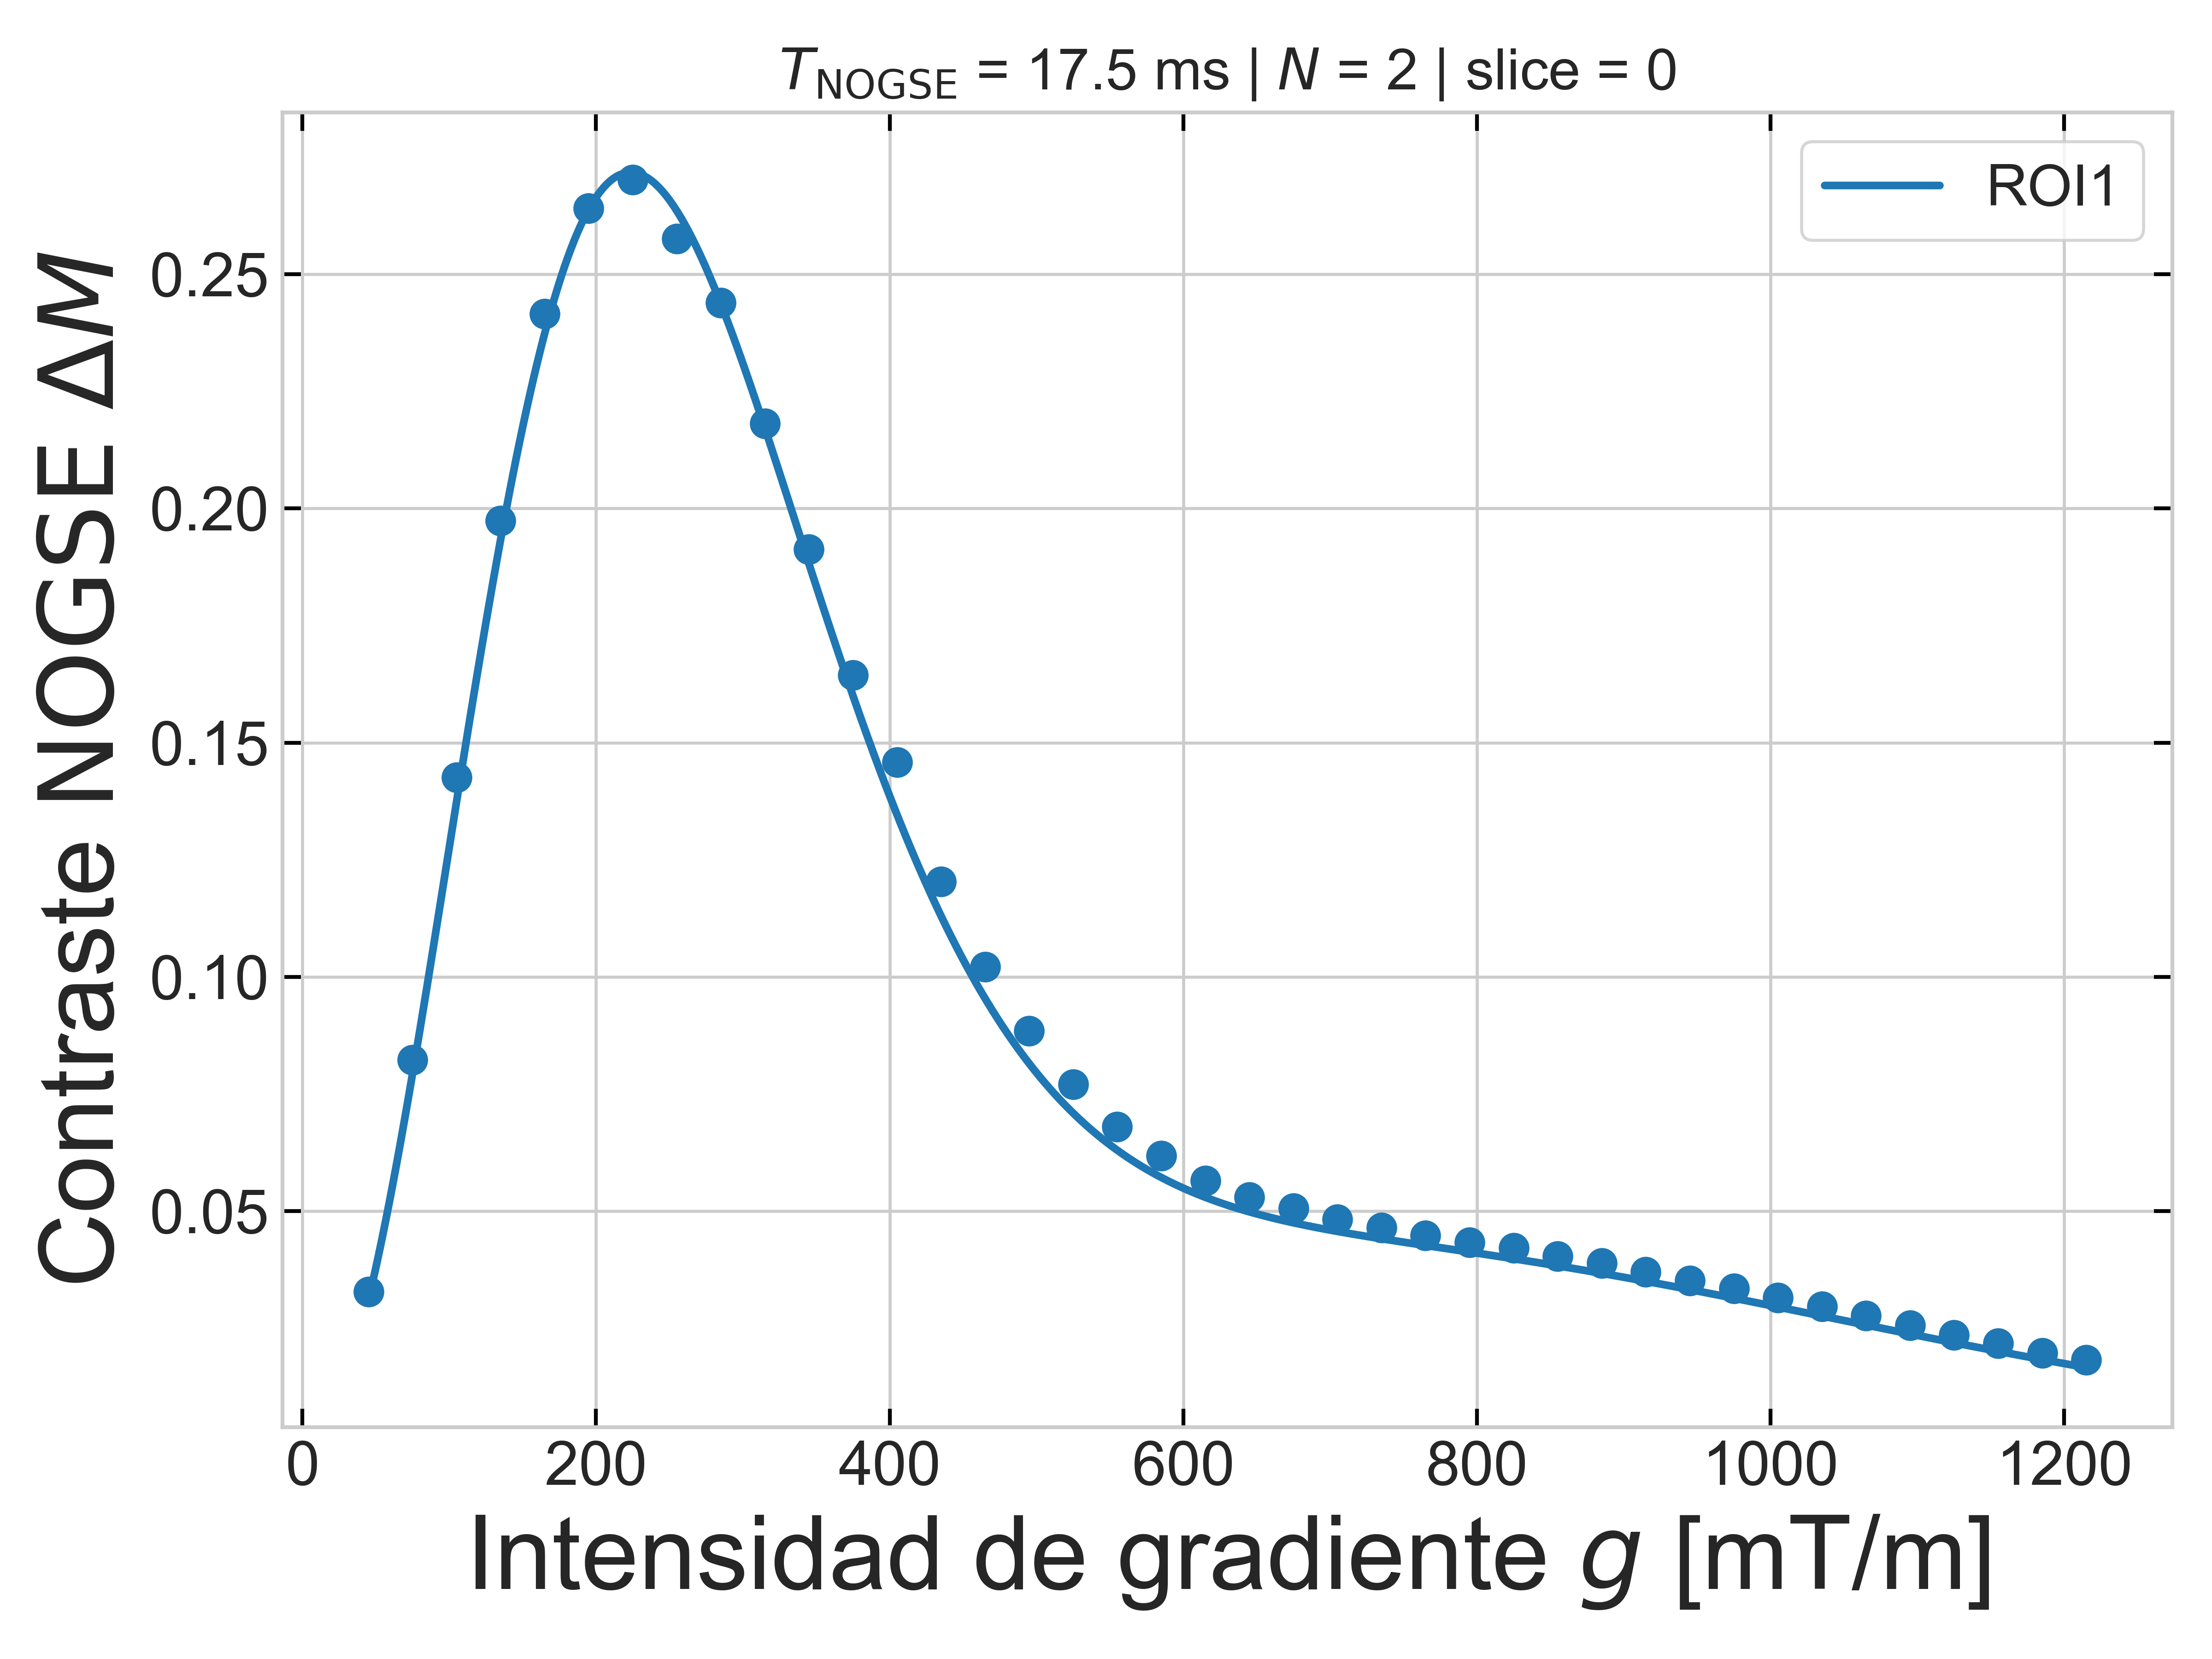 T_NOGSE = 17.5 ms | N = 2 | slice = 0
ROI1
Contraste NOGSE ΔM
0.25
0.20
0.15
0.10
0.05
0 200 400 600 800 1000 1200
Intensidad de gradiente g [mT/m]